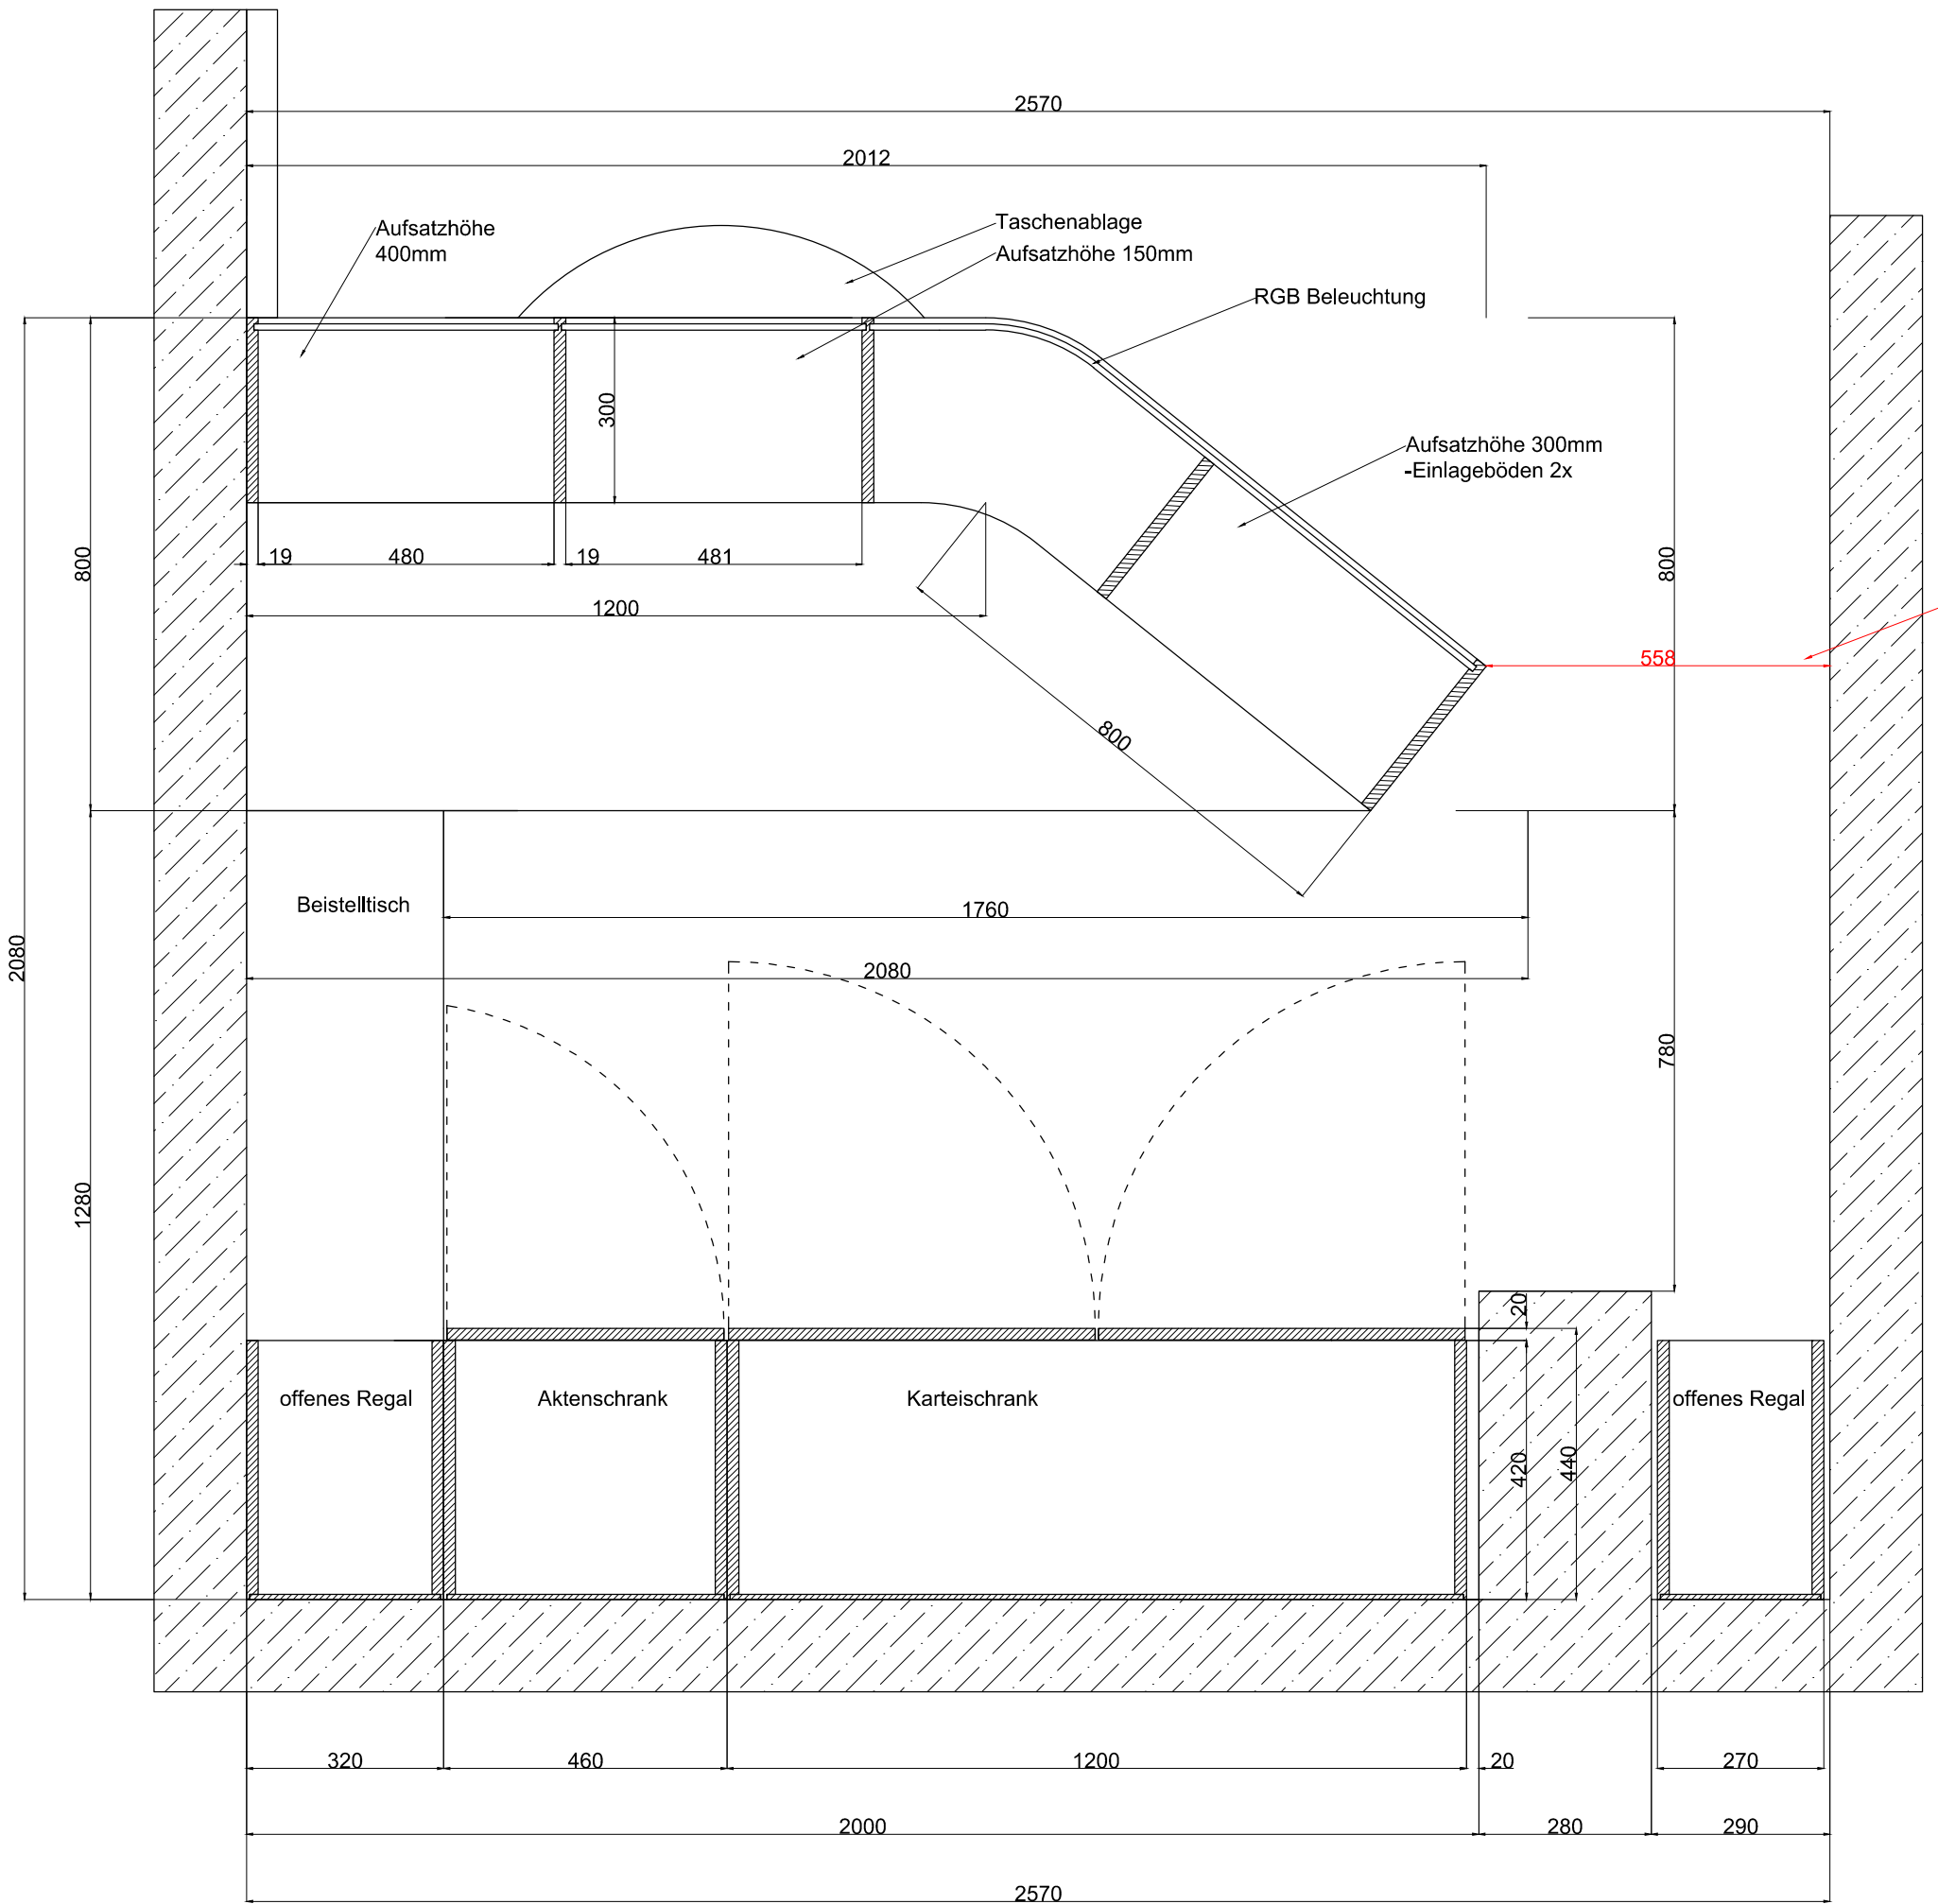 2570
2012
Aufsatzhöhe
400mm
Taschenablage
Aufsatzhöhe 150mm
RGB Beleuchtung
300
Aufsatzhöhe 300mm
-Einlageböden 2x
800
800
19
480
19
481
1200
558
800
Beistelltisch
1760
2080
2080
780
1280
20
offenes Regal
Aktenschrank
Karteischrank
offenes Regal
420
440
320
460
1200
20
270
2000
280
290
2570